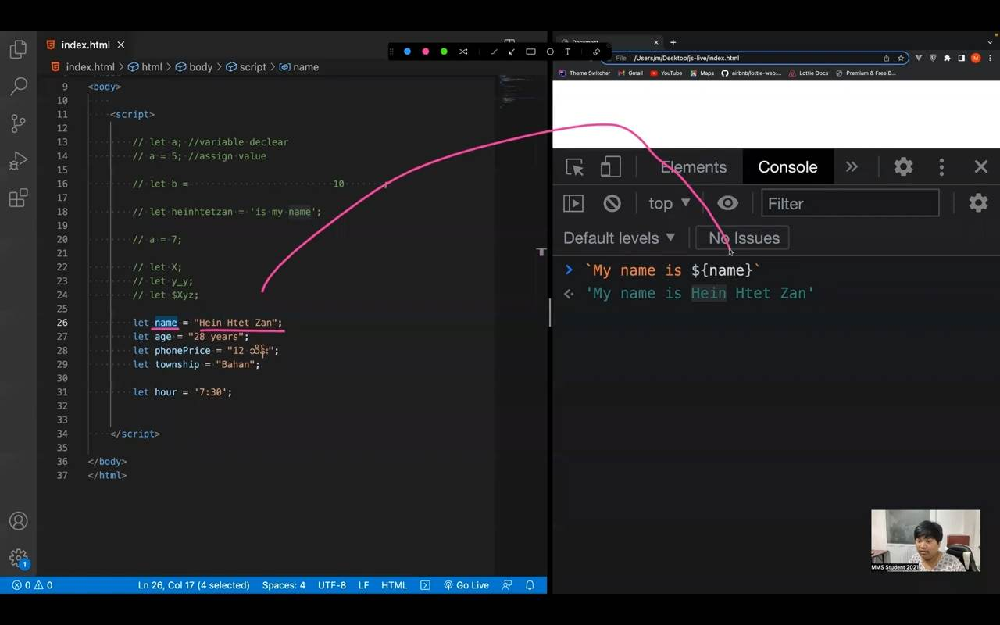 index.html
index.html > html > body > script > name
9 <body>
10
11 <script>
12
13 // let a; //variable declear
14 // a = 5; //assign value
15
16 // let b = 10 ;
17
18 // let heinhtetzan = 'is my name';
19
20 // a = 7;
21
22 // let X;
23 // let y_y;
24 // let $Xyz;
25
26 let name = "Hein Htet Zan";
27 let age = "28 years";
28 let phonePrice = "12 သိန်း";
29 let township = "Bahan";
30
31 let hour = '7:30';
32
33
34 </script>
35
36 </body>
37 </html>
1
0 0 Ln 26, Col 17 (4 selected) Spaces: 4 UTF-8 LF HTML Go Live
T
Document
File | /Users/m/Desktop/js-live/index.html M
Theme Switcher Gmail YouTube Maps airbnb/lottie-web:... Lottie Docs Premium & Free B...
Elements Console
top Filter
Default levels No Issues
> `My name is ${name}`
'My name is Hein Htet Zan'
MMS Student 2021